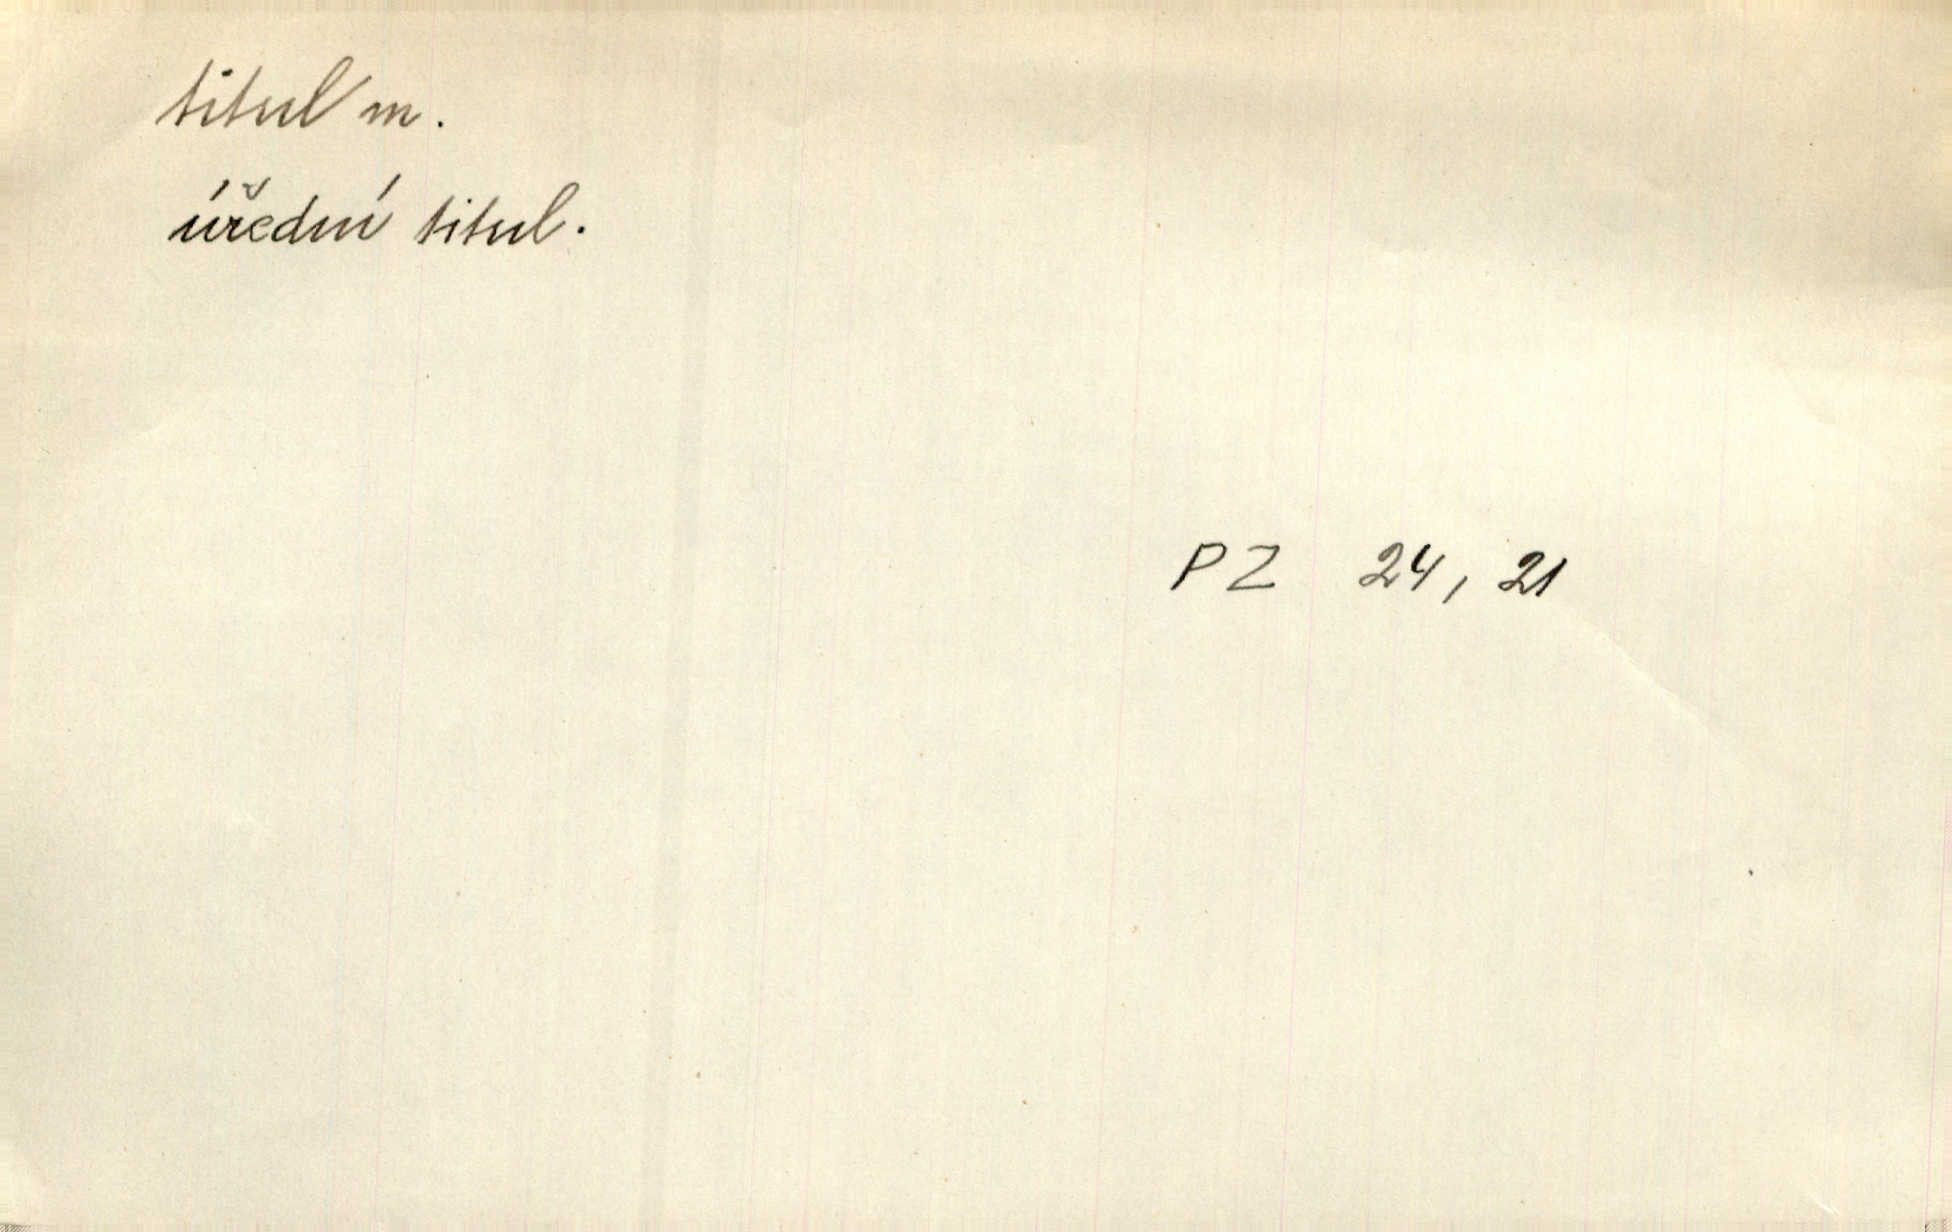 titul m.
úřední titul.
PZ 24, 21